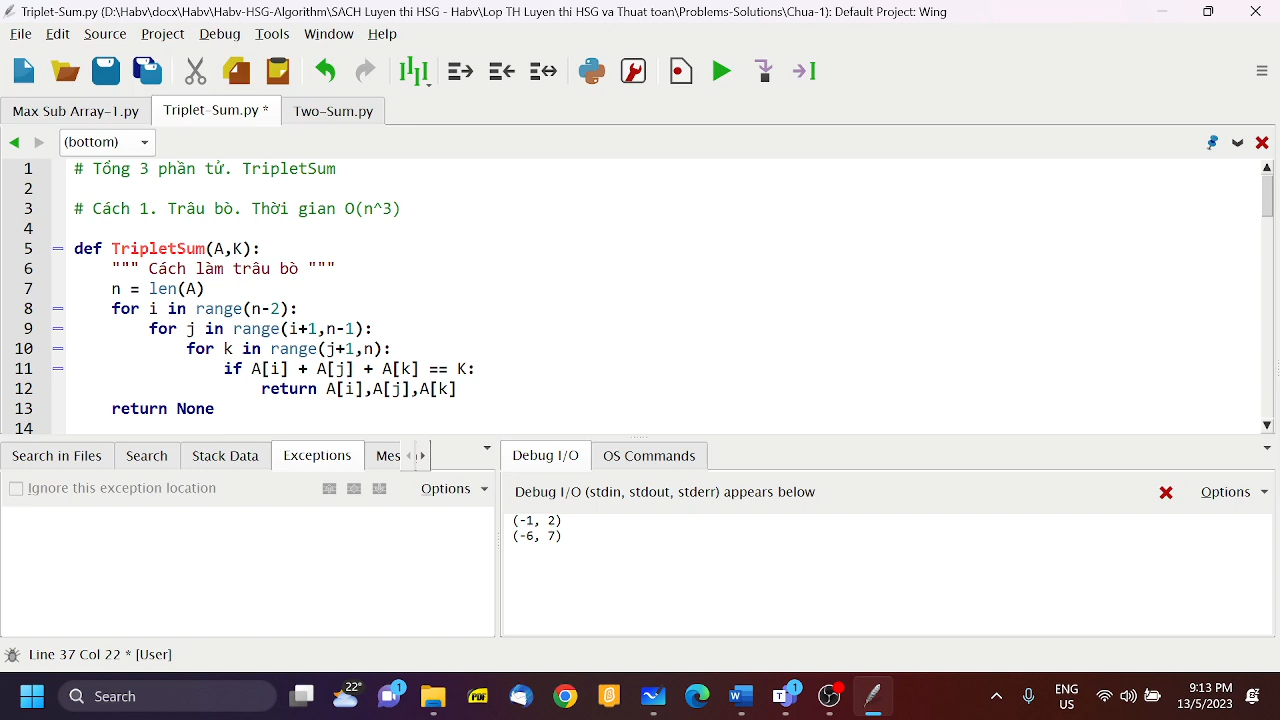 Triplet-Sum.py (D:\Habv\docx\Habv\Habv-HSG-Algorithm\SACH Luyen thi HSG - Habv\Lop TH Luyen thi HSG va Thuat toan\Problems-Solutions\Chua-1): Default Project: Wing
File Edit Source Project Debug Tools Window Help
Max Sub Array-1.py Triplet-Sum.py * Two-Sum.py
(bottom)
1 # Tổng 3 phần tử. TripletSum
2
3 # Cách 1. Trâu bò. Thời gian O(n^3)
4
5 def TripletSum(A,K):
6 """ Cách làm trâu bò """
7 n = len(A)
8 for i in range(n-2):
9 for j in range(i+1,n-1):
10 for k in range(j+1,n):
11 if A[i] + A[j] + A[k] == K:
12 return A[i],A[j],A[k]
13 return None
14
Search in Files Search Stack Data Exceptions Mes
Debug I/O OS Commands
Ignore this exception location Options
Debug I/O (stdin, stdout, stderr) appears below Options
(-1, 2)
(-6, 7)
Line 37 Col 22 * [User]
Search 22° 1 PDF 1 ENG US 9:13 PM 13/5/2023